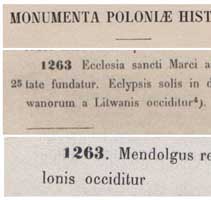 MONUMENTA POLONIÆ HIST
1263 Ecclesia sancti Marci a
25 tate fundatur. Eclypsis solis in d
wanorum a Litwanis occiditur⁴).
1263. Mendolgus re
lonis occiditur